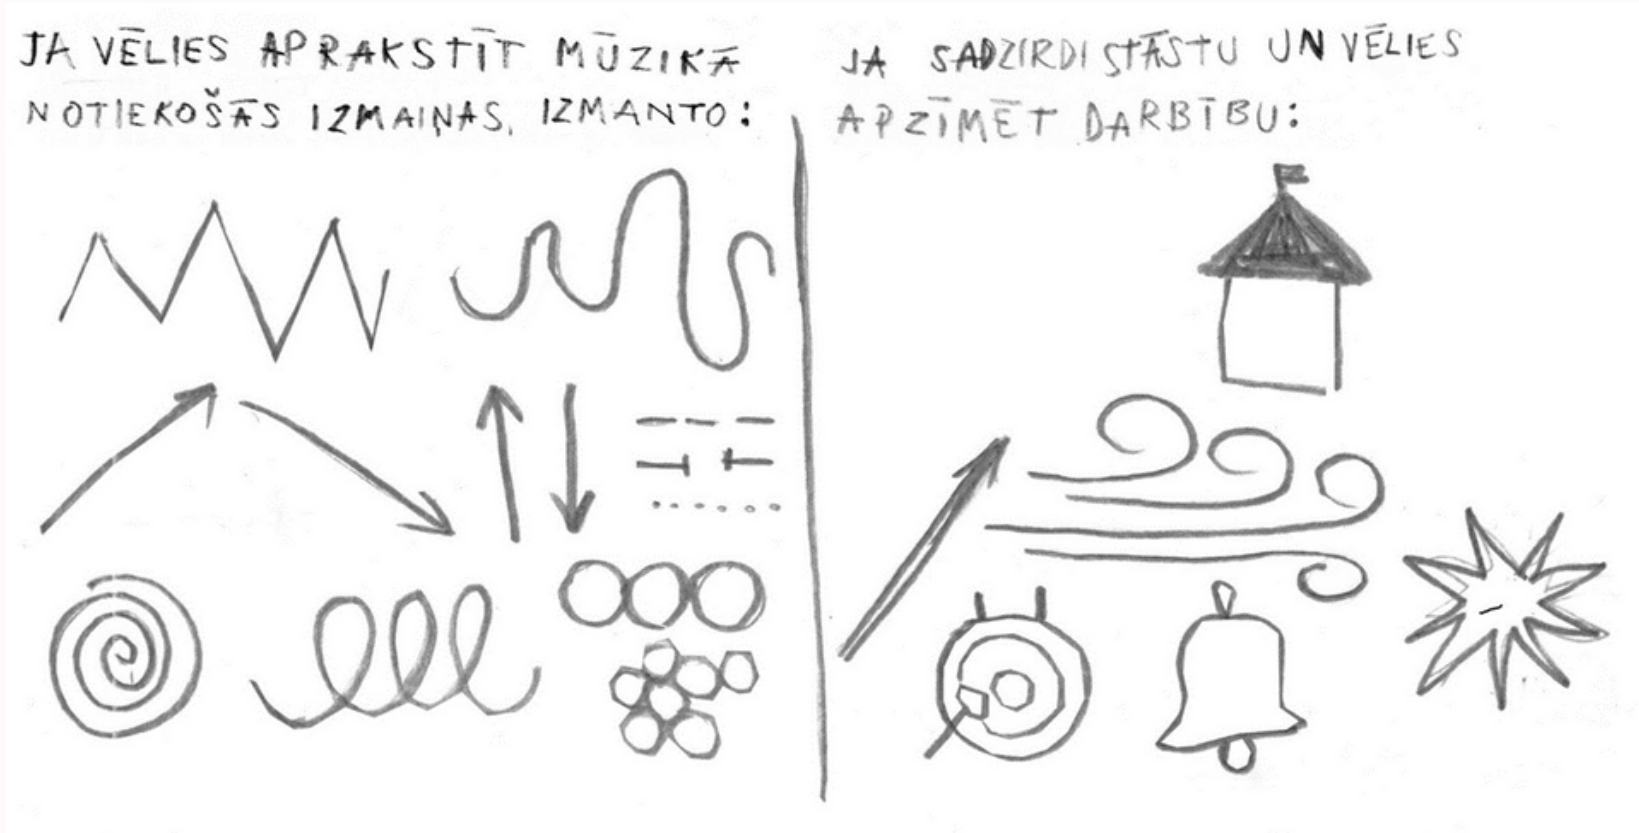 JA VĒLIES APRAKSTĪT MŪZIKĀ
NOTIEKOŠĀS IZMAIŅAS, IZMANTO:
JA SADZIRDI STĀSTU UN VĒLIES
APZĪMĒT DARBĪBU: